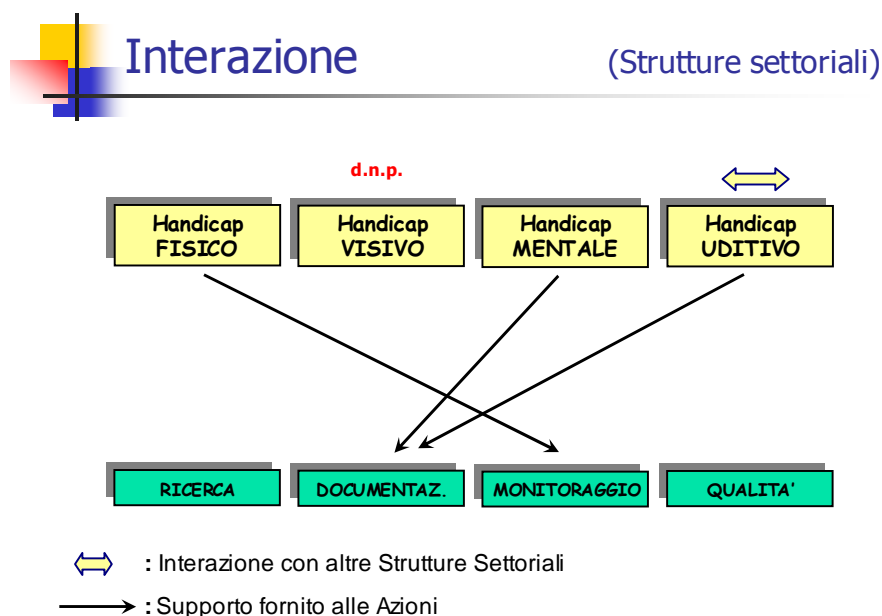 Interazione (Strutture settoriali)
d.n.p.
Handicap FISICO
Handicap VISIVO
Handicap MENTALE
Handicap UDITIVO
RICERCA
DOCUMENTAZ.
MONITORAGGIO
QUALITA’
: Interazione con altre Strutture Settoriali
: Supporto fornito alle Azioni